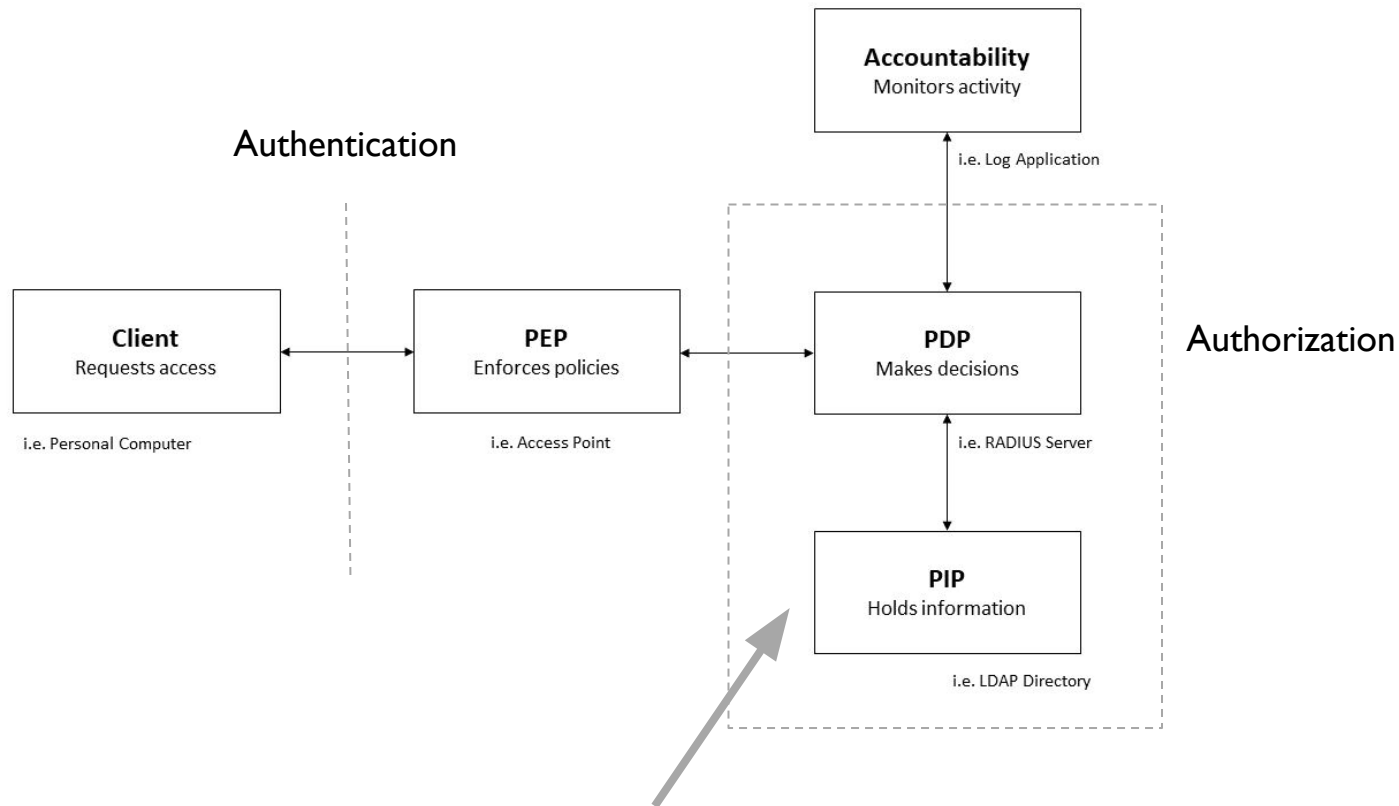 Accountability
Monitors activity
Authentication
i.e. Log Application
Client
Requests access
PEP
Enforces policies
PDP
Makes decisions
Authorization
i.e. Personal Computer
i.e. Access Point
i.e. RADIUS Server
PIP
Holds information
i.e. LDAP Directory